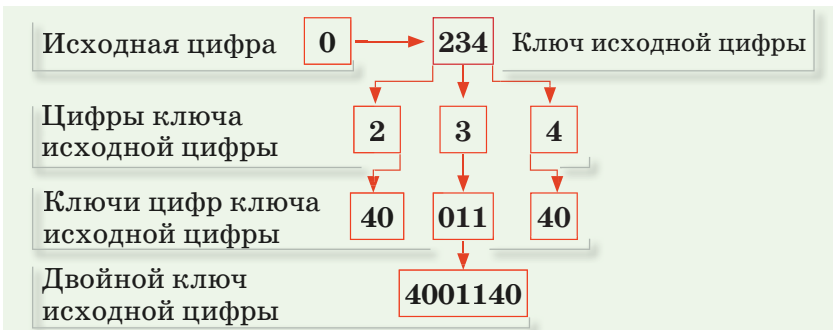 Исходная цифра 0 234 Ключ исходной цифры
Цифры ключа
исходной цифры
2 3 4
Ключи цифр ключа
исходной цифры
40 011 40
Двойной ключ
исходной цифры
4001140